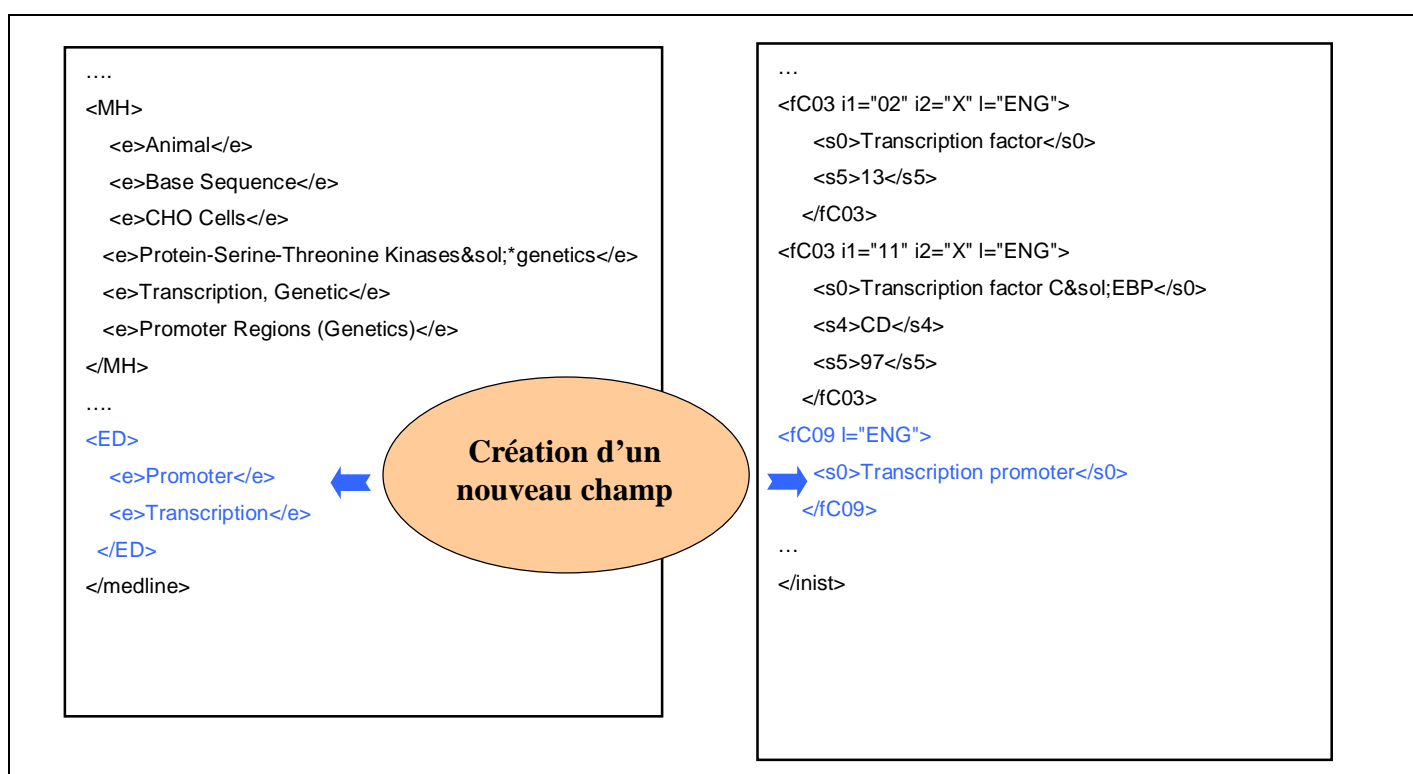 ….
<MH>
<e>Animal</e>
<e>Base Sequence</e>
<e>CHO Cells</e>
<e>Protein-Serine-Threonine Kinases&sol;*genetics</e>
<e>Transcription, Genetic</e>
<e>Promoter Regions (Genetics)</e>
</MH>
….
<ED>
<e>Promoter</e>
<e>Transcription</e>
</ED>
</medline>
Création d’un
nouveau champ
…
<fC03 i1="02" i2="X" l="ENG">
<s0>Transcription factor</s0>
<s5>13</s5>
</fC03>
<fC03 i1="11" i2="X" l="ENG">
<s0>Transcription factor C&sol;EBP</s0>
<s4>CD</s4>
<s5>97</s5>
</fC03>
<fC09 l="ENG">
<s0>Transcription promoter</s0>
</fC09>
…
</inist>